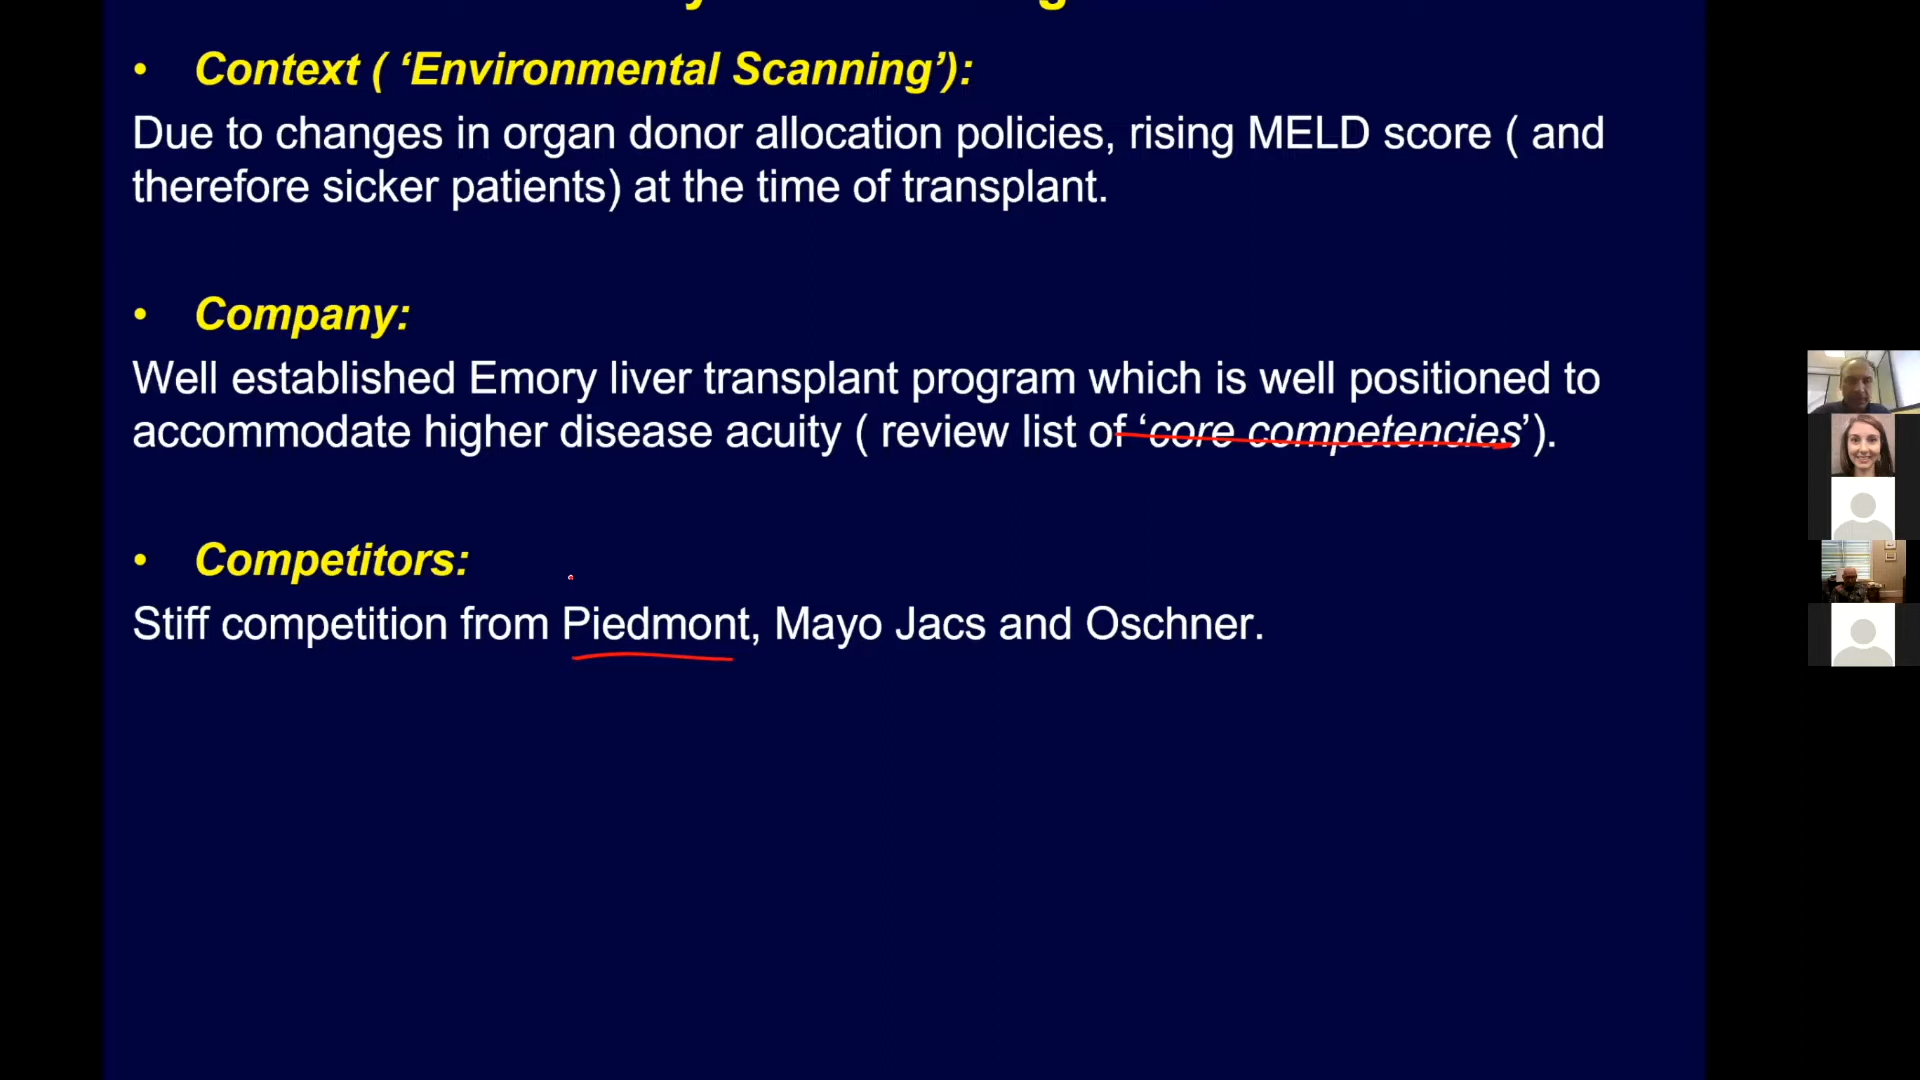 • Context ( ‘Environmental Scanning’):
Due to changes in organ donor allocation policies, rising MELD score ( and
therefore sicker patients) at the time of transplant.
• Company:
Well established Emory liver transplant program which is well positioned to
accommodate higher disease acuity ( review list of ‘core competencies’).
• Competitors:
Stiff competition from Piedmont, Mayo Jacs and Oschner.